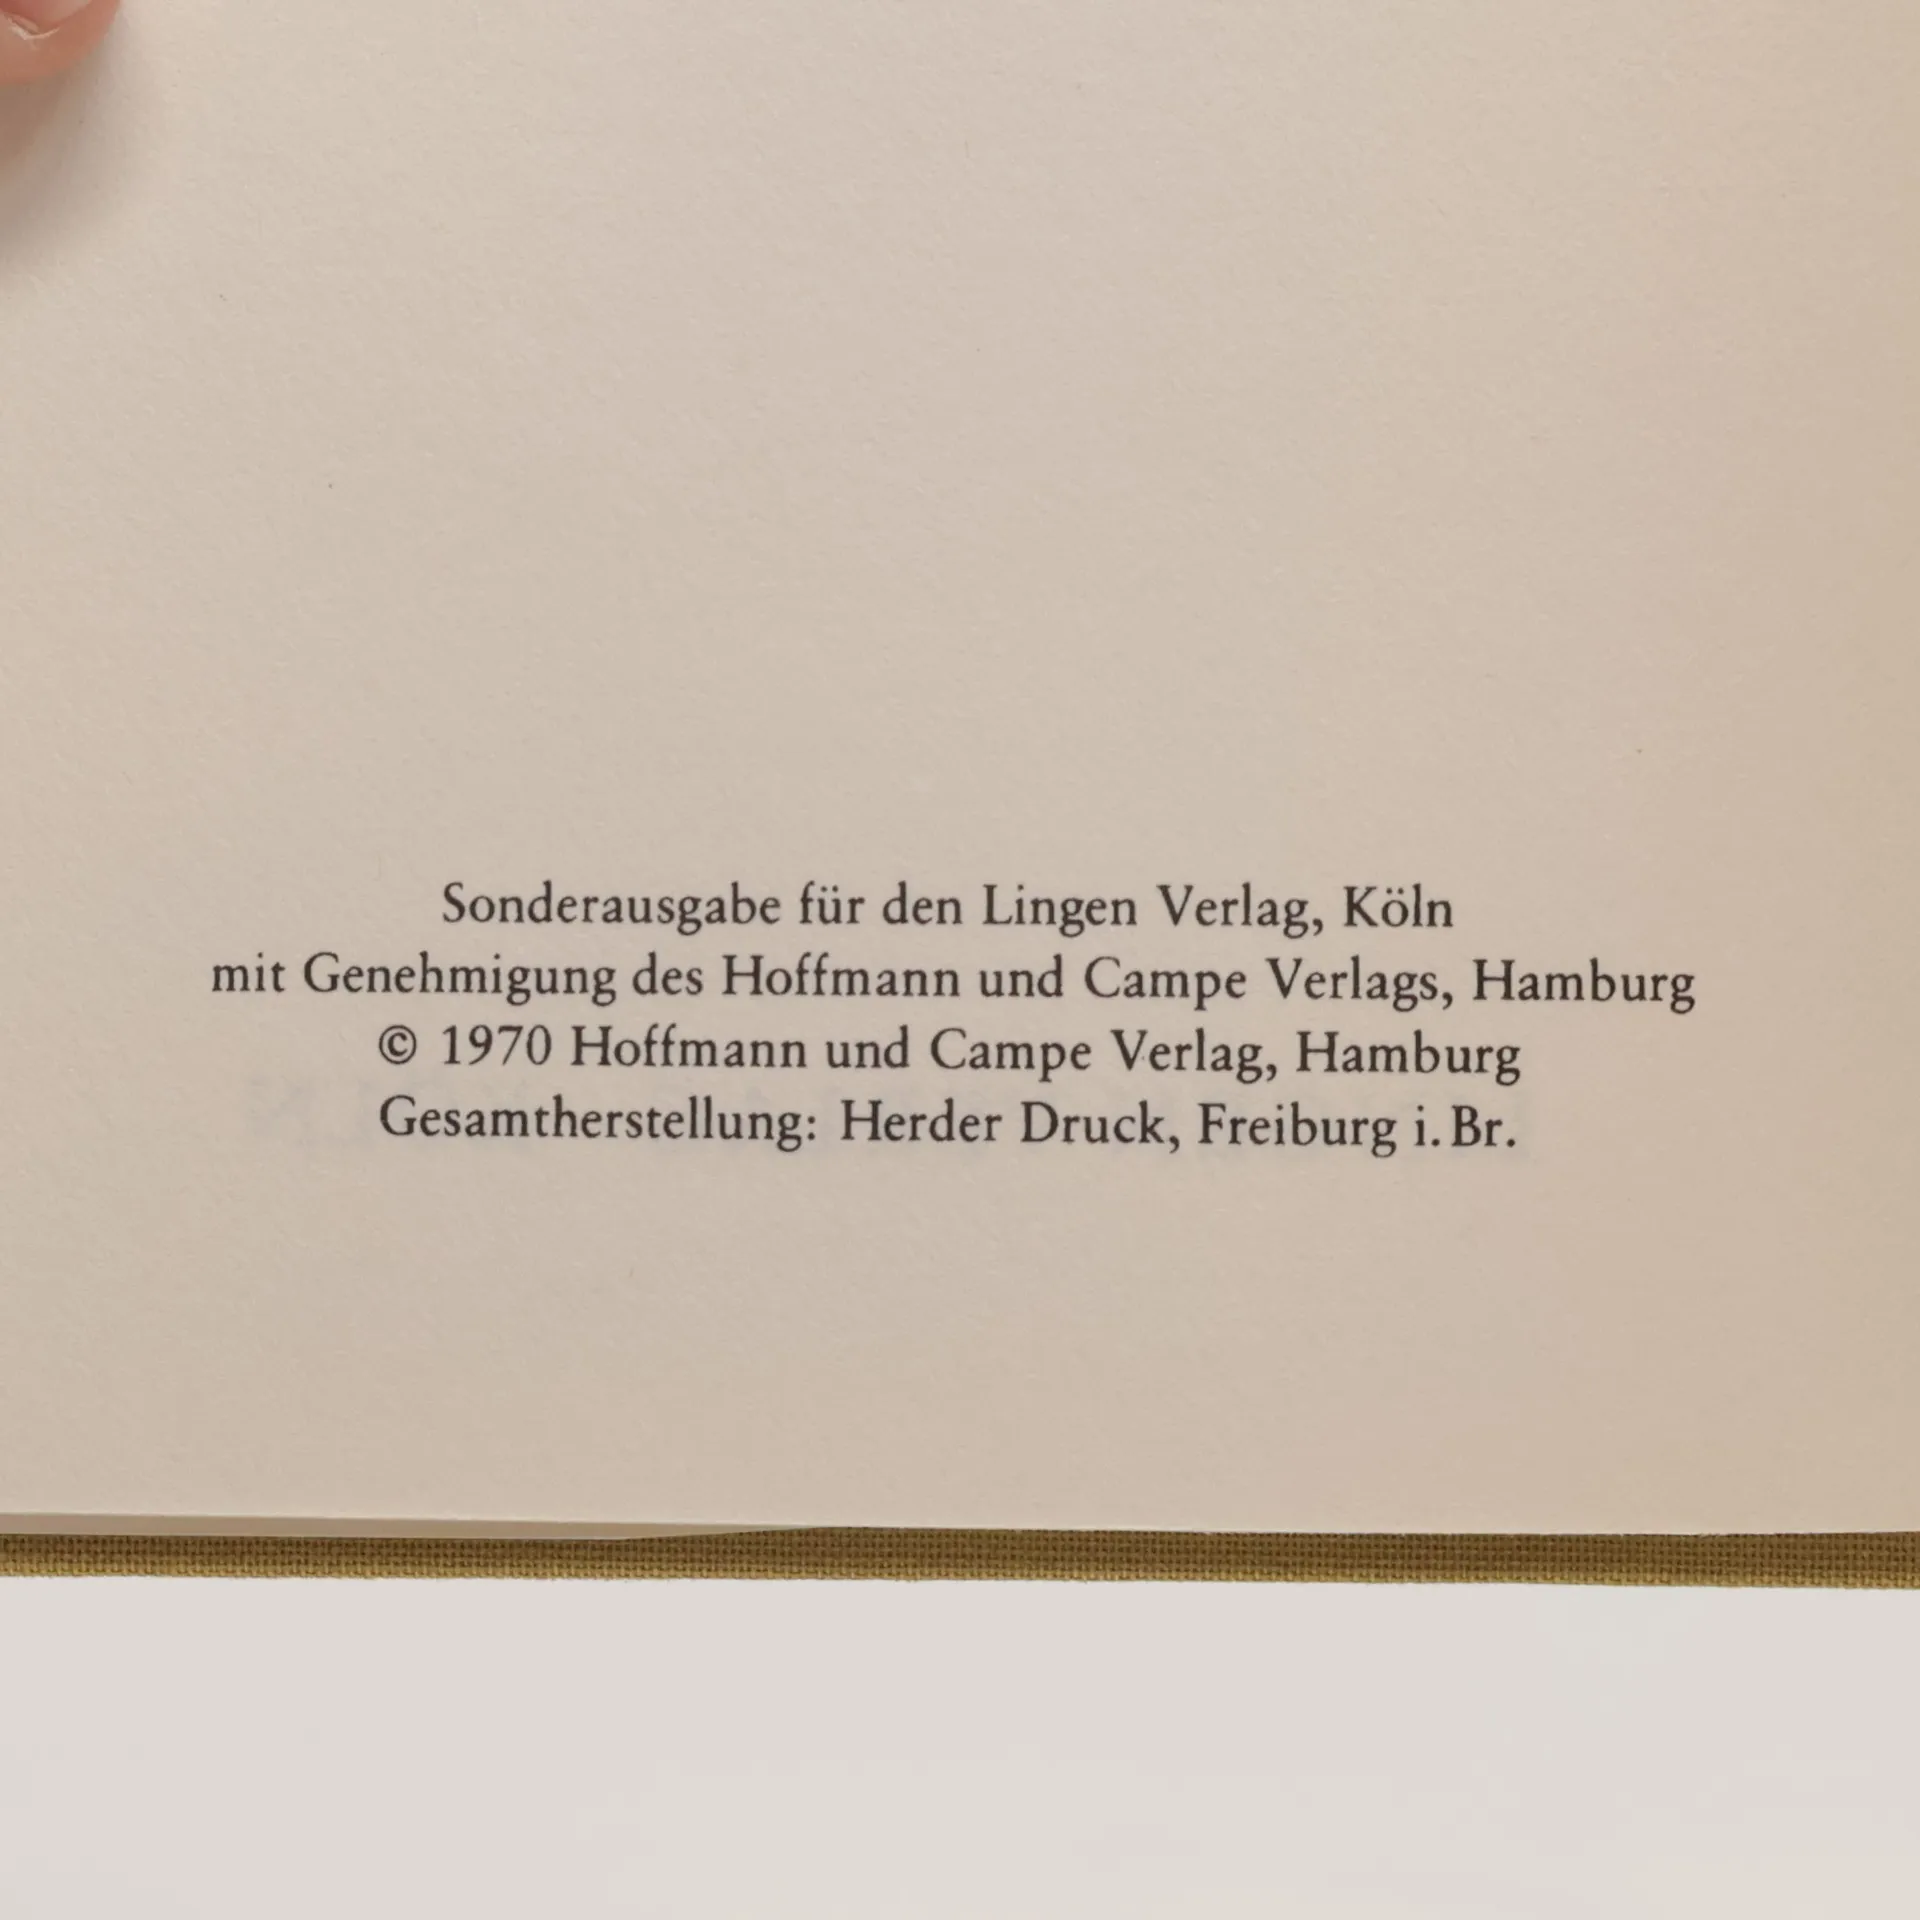 Sonderausgabe für den Lingen Verlag, Köln
mit Genehmigung des Hoffmann und Campe Verlags, Hamburg
© 1970 Hoffmann und Campe Verlag, Hamburg
Gesamtherstellung: Herder Druck, Freiburg i. Br.